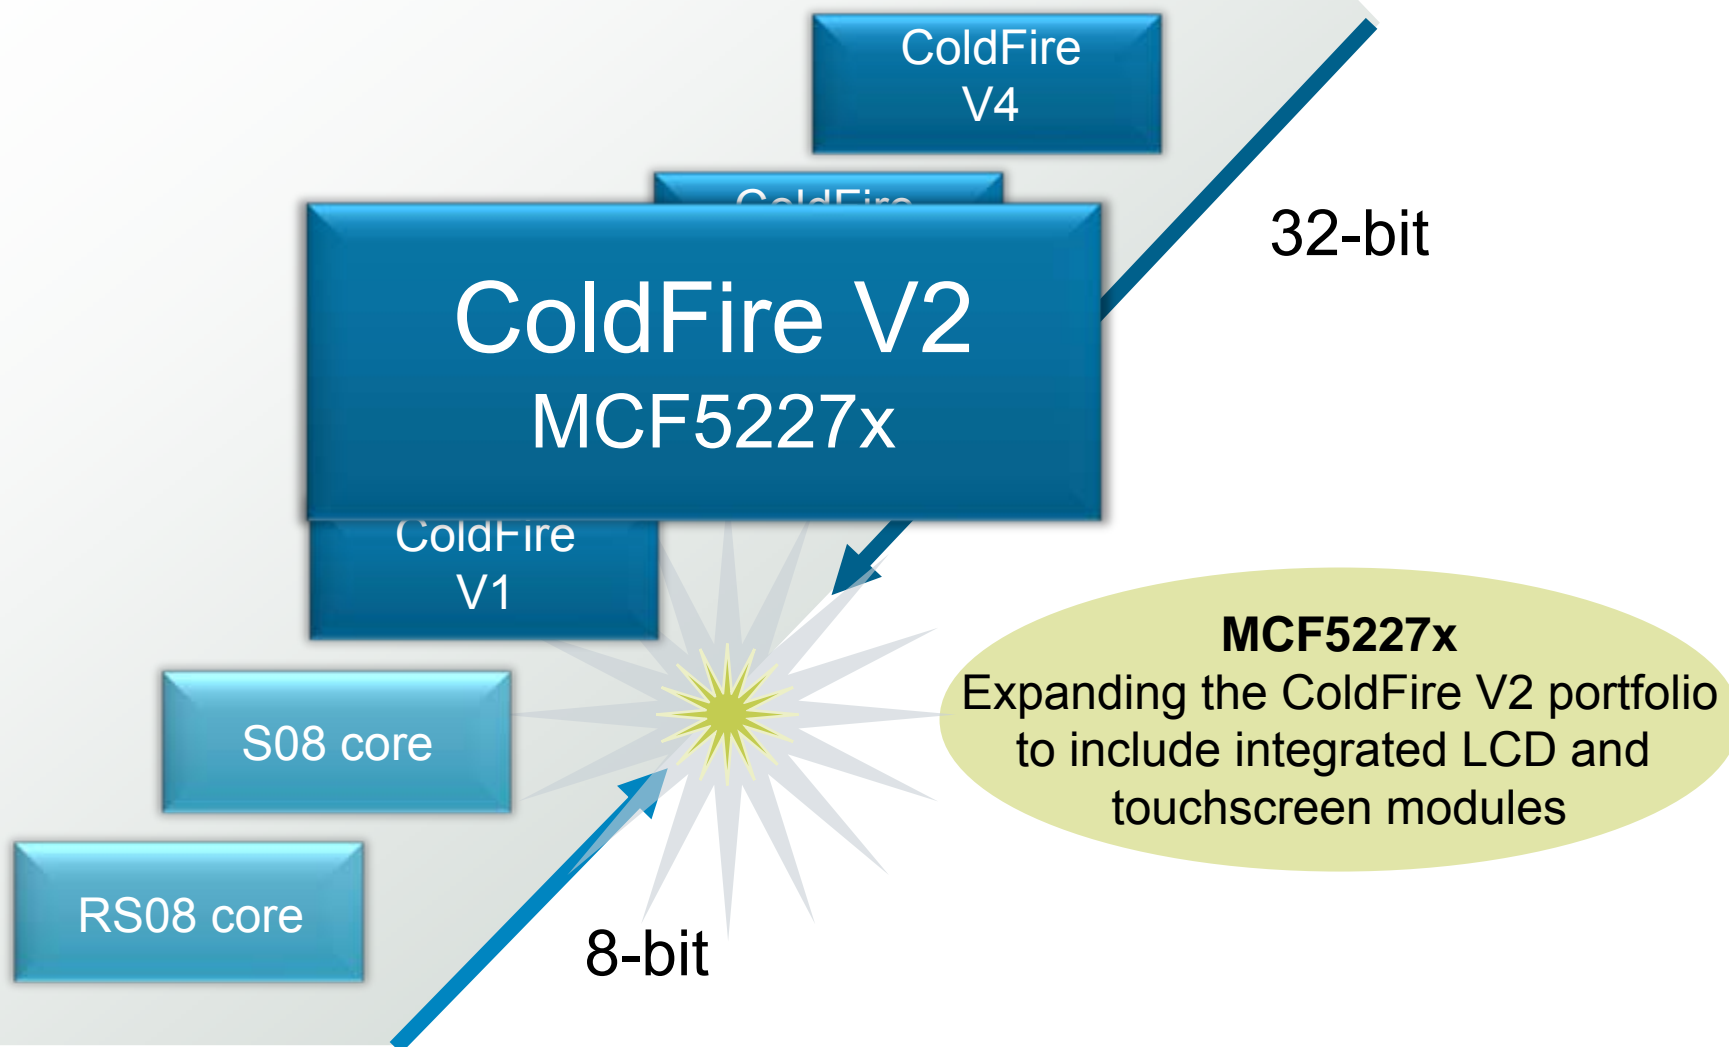 ColdFire
V4
ColdFire
32-bit
ColdFire V2
MCF5227x
ColdFire
V1
MCF5227x
Expanding the ColdFire V2 portfolio
to include integrated LCD and
touchscreen modules
S08 core
RS08 core
8-bit